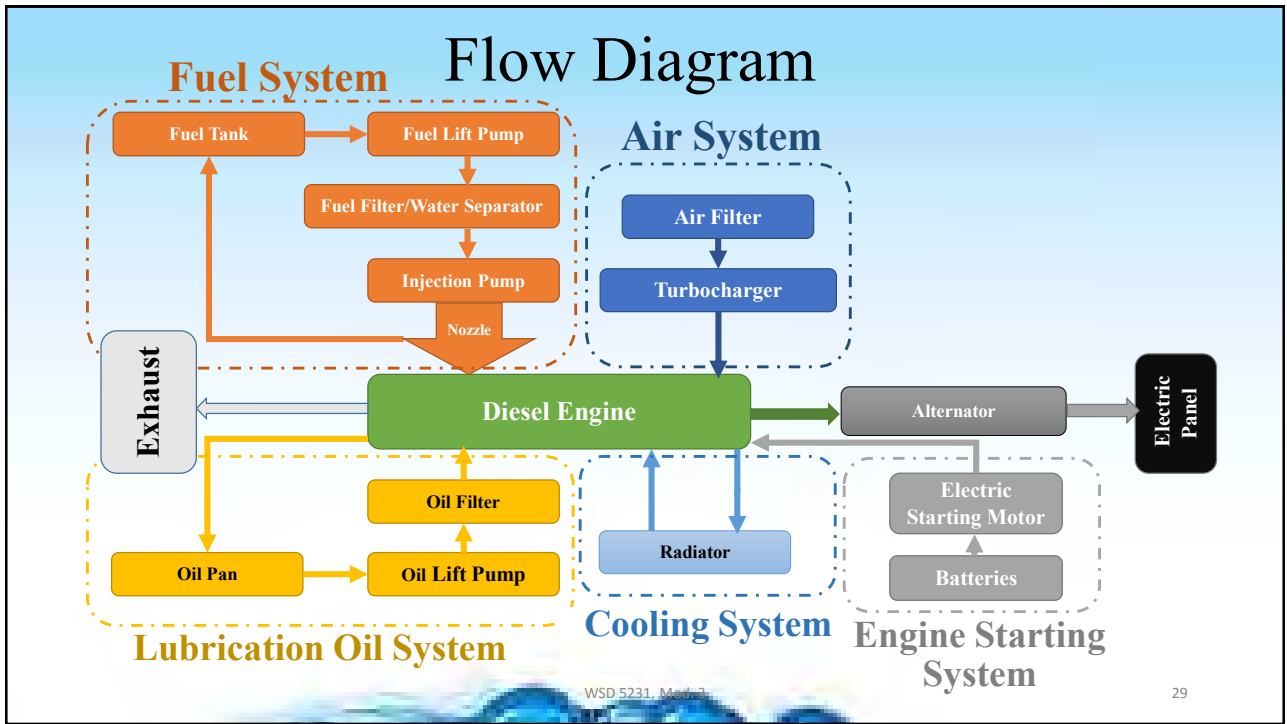 Flow Diagram
Fuel System
Fuel Tank
Fuel Lift Pump
Fuel Filter/Water Separator
Injection Pump
Nozzle
Air System
Air Filter
Turbocharger
Exhaust
Diesel Engine
Alternator
Electric
Panel
Oil Filter
Oil Pan
Oil Lift Pump
Lubrication Oil System
Radiator
Cooling System
Electric
Starting Motor
Batteries
Engine Starting
System
WSD 5231, Mod. 3
29